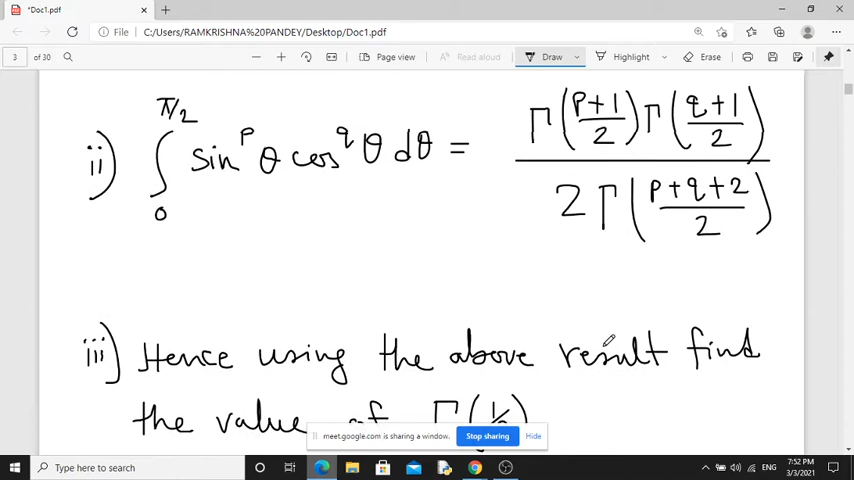 *Doc1.pdf
File C:/Users/RAMKRISHNA%20PANDEY/Desktop/Doc1.pdf
3 of 30 Page view Read aloud Draw Highlight Erase
ii) ∫₀^{π/2} sin^p θ cos^q θ dθ = Γ((p+1)/2) Γ((q+1)/2) / 2Γ((p+q+2)/2)
iii) Hence using the above result find
the value of Γ(
meet.google.com is sharing a window. Stop sharing Hide
Type here to search
ENG
7:52 PM
3/3/2021